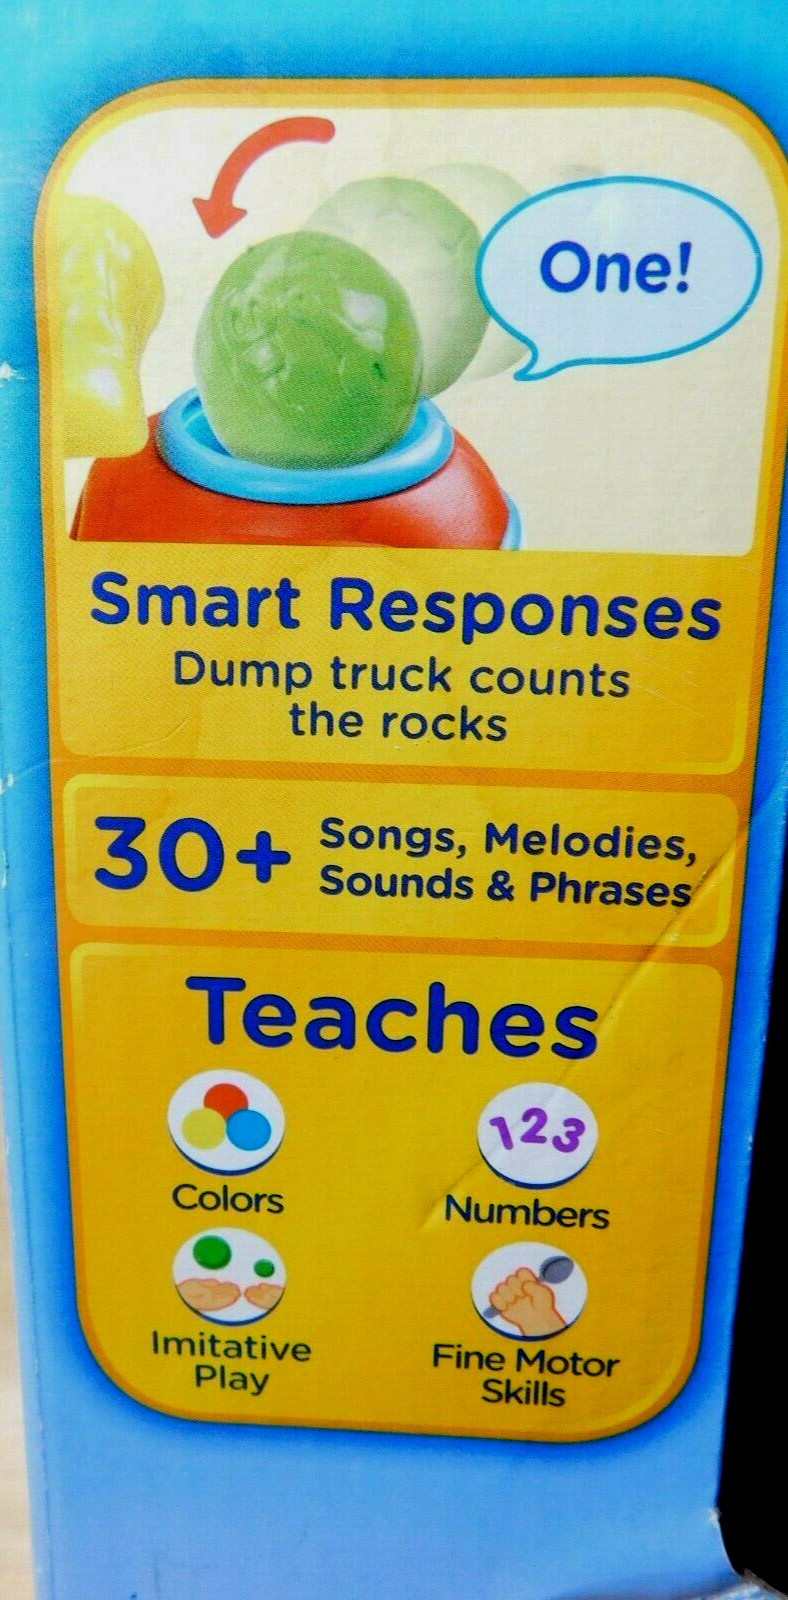 One!
Smart Responses
Dump truck counts
the rocks
30+
Songs, Melodies,
Sounds & Phrases
Teaches
Colors
123
Numbers
Imitative
Play
Fine Motor
Skills